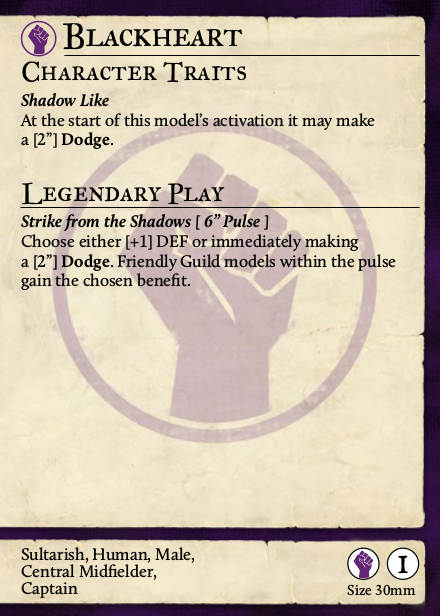 Blackheart
Character Traits
Shadow Like
At the start of this model’s activation it may make
a [2”] Dodge.
Legendary Play
Strike from the Shadows [ 6” Pulse ]
Choose either [+1] DEF or immediately making
a [2”] Dodge. Friendly Guild models within the pulse
gain the chosen benefit.
Sultarish, Human, Male,
Central Midfielder,
Captain
I
Size 30mm